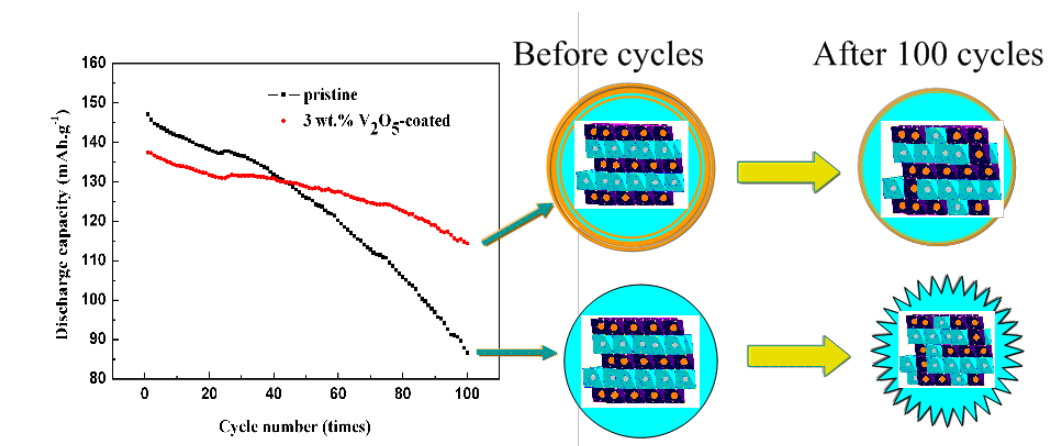 Before cycles
After 100 cycles
160
150
140
130
120
110
100
90
80
Discharge capacity (mAh.g⁻¹)
pristine
3 wt.% V₂O₅-coated
0
20
40
60
80
100
Cycle number (times)